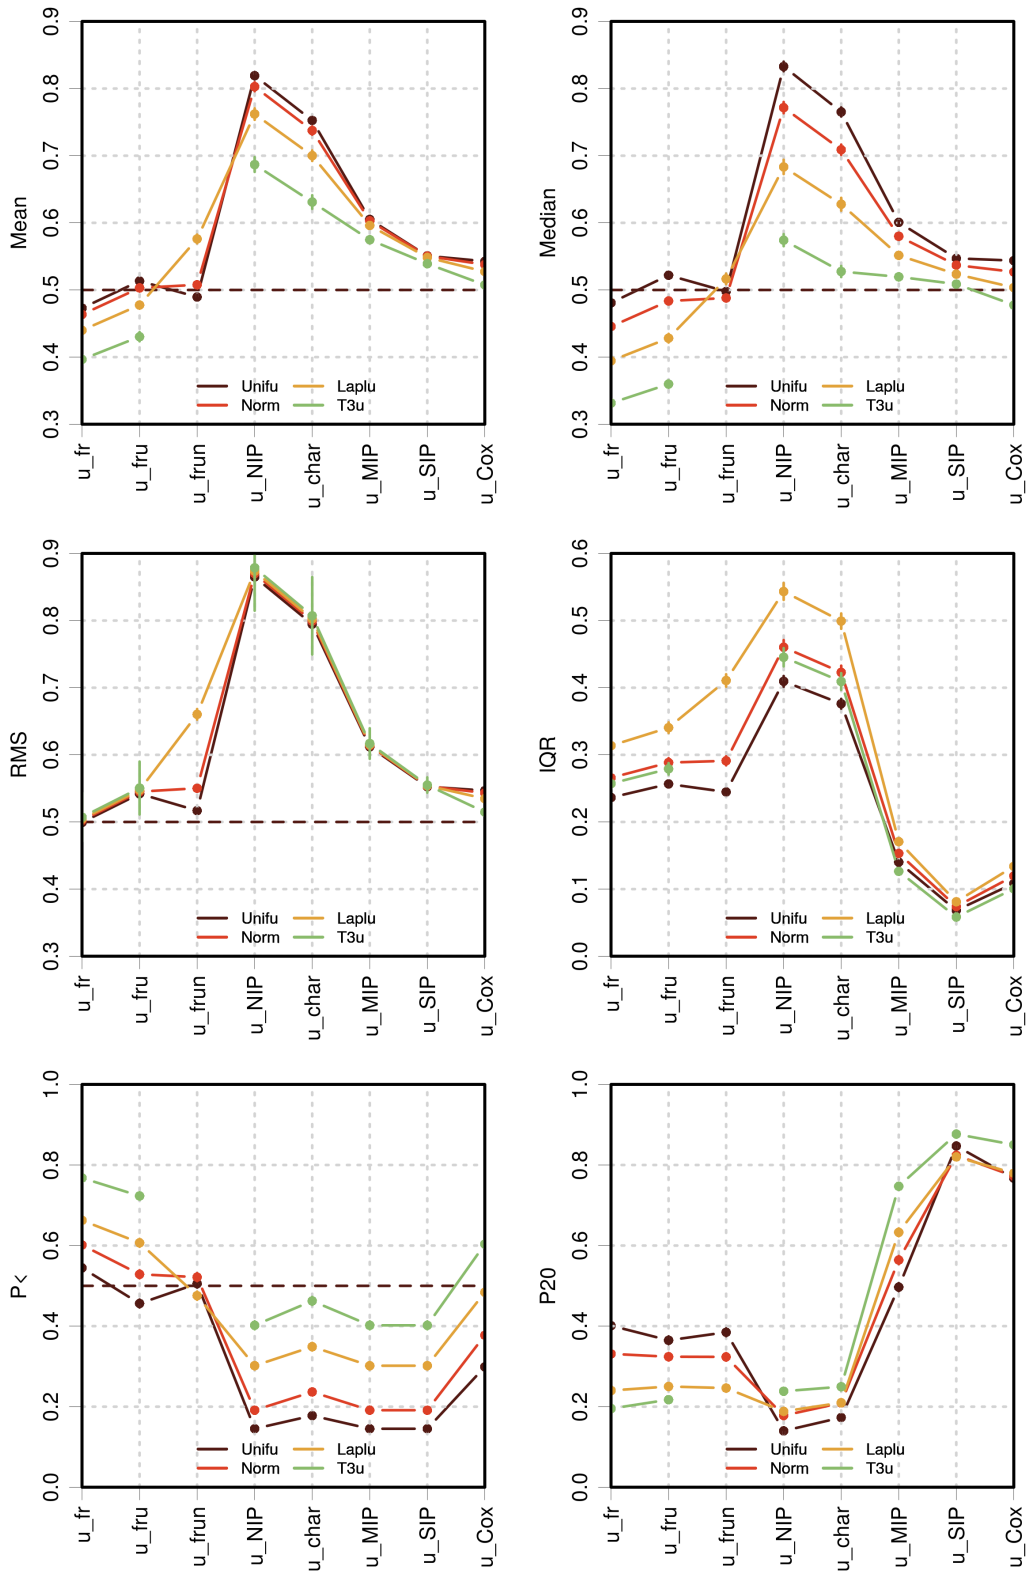 Mean
0.3 0.4 0.5 0.6 0.7 0.8 0.9
Unifu Laplu
Norm T3u
u_fr u_fru u_frun u_NIP u_char u_MIP u_SIP u_Cox
Median
0.3 0.4 0.5 0.6 0.7 0.8 0.9
Unifu Laplu
Norm T3u
u_fr u_fru u_frun u_NIP u_char u_MIP u_SIP u_Cox
RMS
0.3 0.4 0.5 0.6 0.7 0.8 0.9
Unifu Laplu
Norm T3u
u_fr u_fru u_frun u_NIP u_char u_MIP u_SIP u_Cox
IQR
0.0 0.1 0.2 0.3 0.4 0.5 0.6
Unifu Laplu
Norm T3u
u_fr u_fru u_frun u_NIP u_char u_MIP u_SIP u_Cox
P<
0.0 0.2 0.4 0.6 0.8 1.0
Unifu Laplu
Norm T3u
u_fr u_fru u_frun u_NIP u_char u_MIP u_SIP u_Cox
P20
0.0 0.2 0.4 0.6 0.8 1.0
Unifu Laplu
Norm T3u
u_fr u_fru u_frun u_NIP u_char u_MIP u_SIP u_Cox